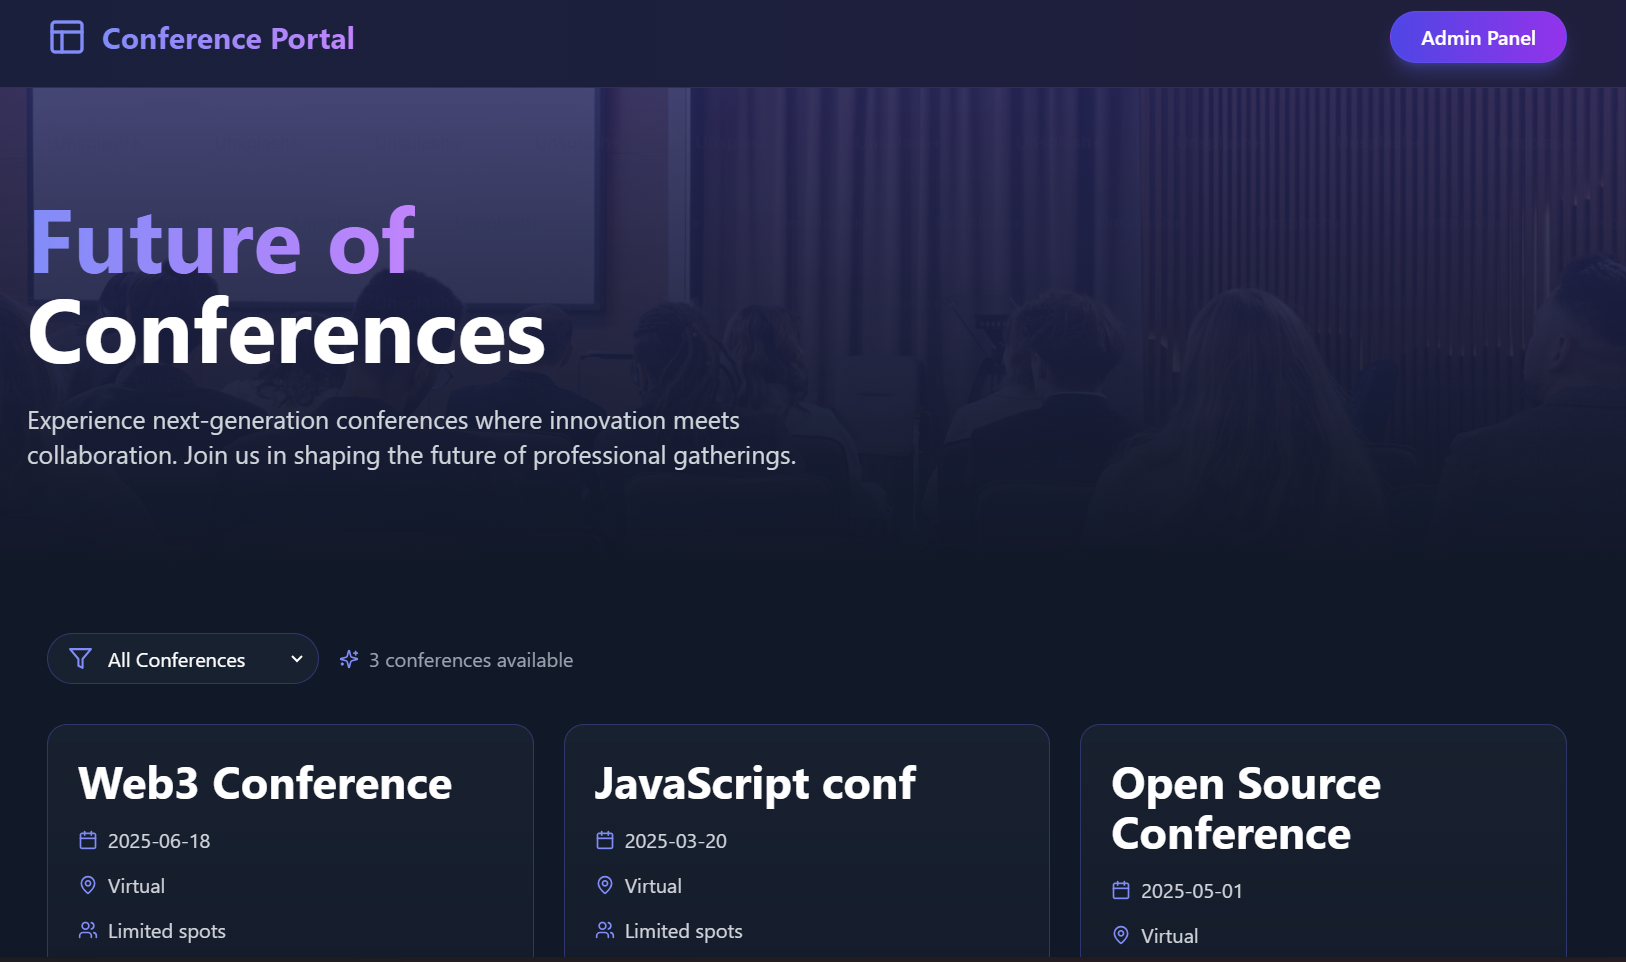 Conference Portal
Admin Panel
Future of
Conferences
Experience next-generation conferences where innovation meets
collaboration. Join us in shaping the future of professional gatherings.
All Conferences
3 conferences available
Web3 Conference
2025-06-18
Virtual
Limited spots
JavaScript conf
2025-03-20
Virtual
Limited spots
Open Source
Conference
2025-05-01
Virtual